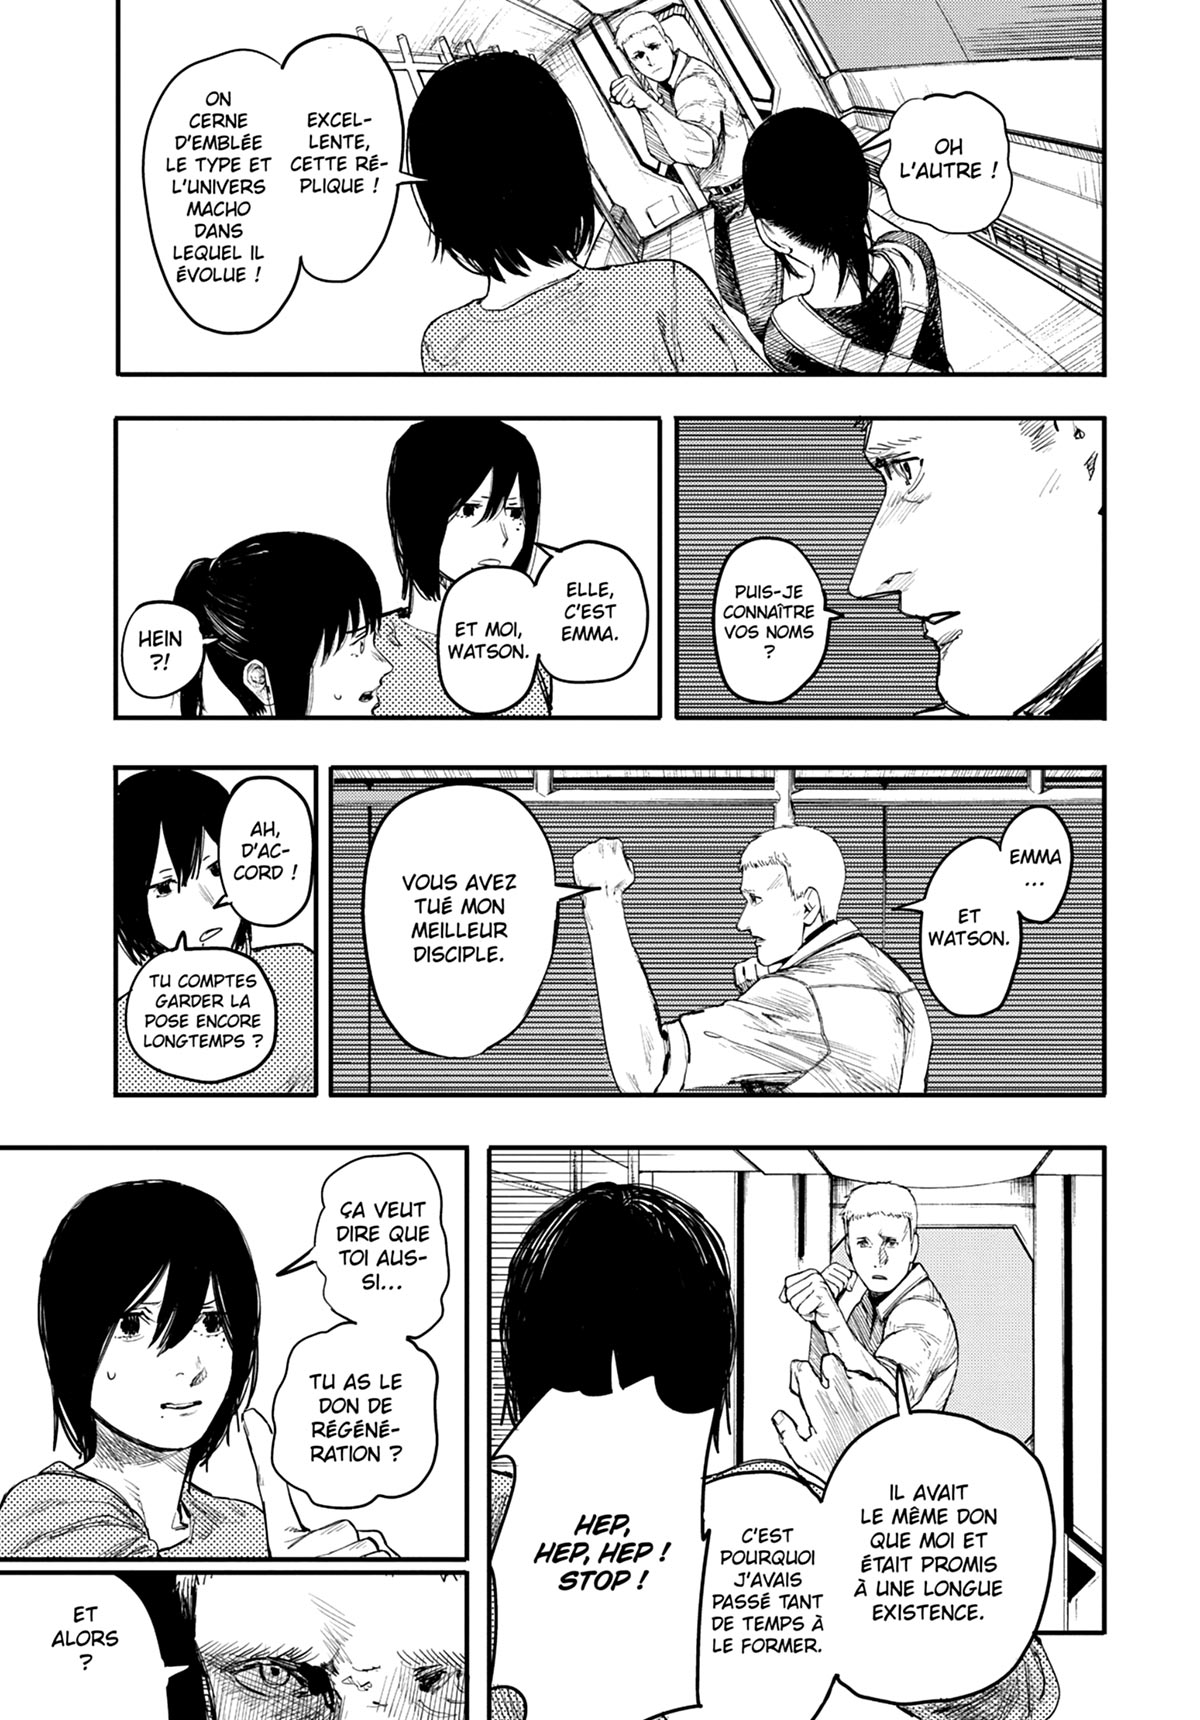 OH
L'AUTRE !
EXCEL-
LENTE,
CETTE RÉ-
PLIQUE !
ON
CERNE
D'EMBLÉE
LE TYPE ET
L'UNIVERS
MACHO
DANS
LEQUEL IL
ÉVOLUE !
PUIS-JE
CONNAÎTRE
VOS NOMS
?
ELLE,
C'EST
EMMA.
ET MOI,
WATSON.
HEIN
?!
EMMA
...
ET
WATSON.
VOUS AVEZ
TUÉ MON
MEILLEUR
DISCIPLE.
AH,
D'AC-
CORD !
TU COMPTES
GARDER LA
POSE ENCORE
LONGTEMPS ?
IL AVAIT
LE MÊME DON
QUE MOI ET
ÉTAIT PROMIS
À UNE LONGUE
EXISTENCE.
C'EST
POURQUOI
J'AVAIS
PASSÉ TANT
DE TEMPS À
LE FORMER.
HEP,
HEP, HEP !
STOP !
ÇA VEUT
DIRE QUE
TOI AUS-
SI...
TU AS LE
DON DE
RÉGÉNÉ-
RATION ?
ET
ALORS
?